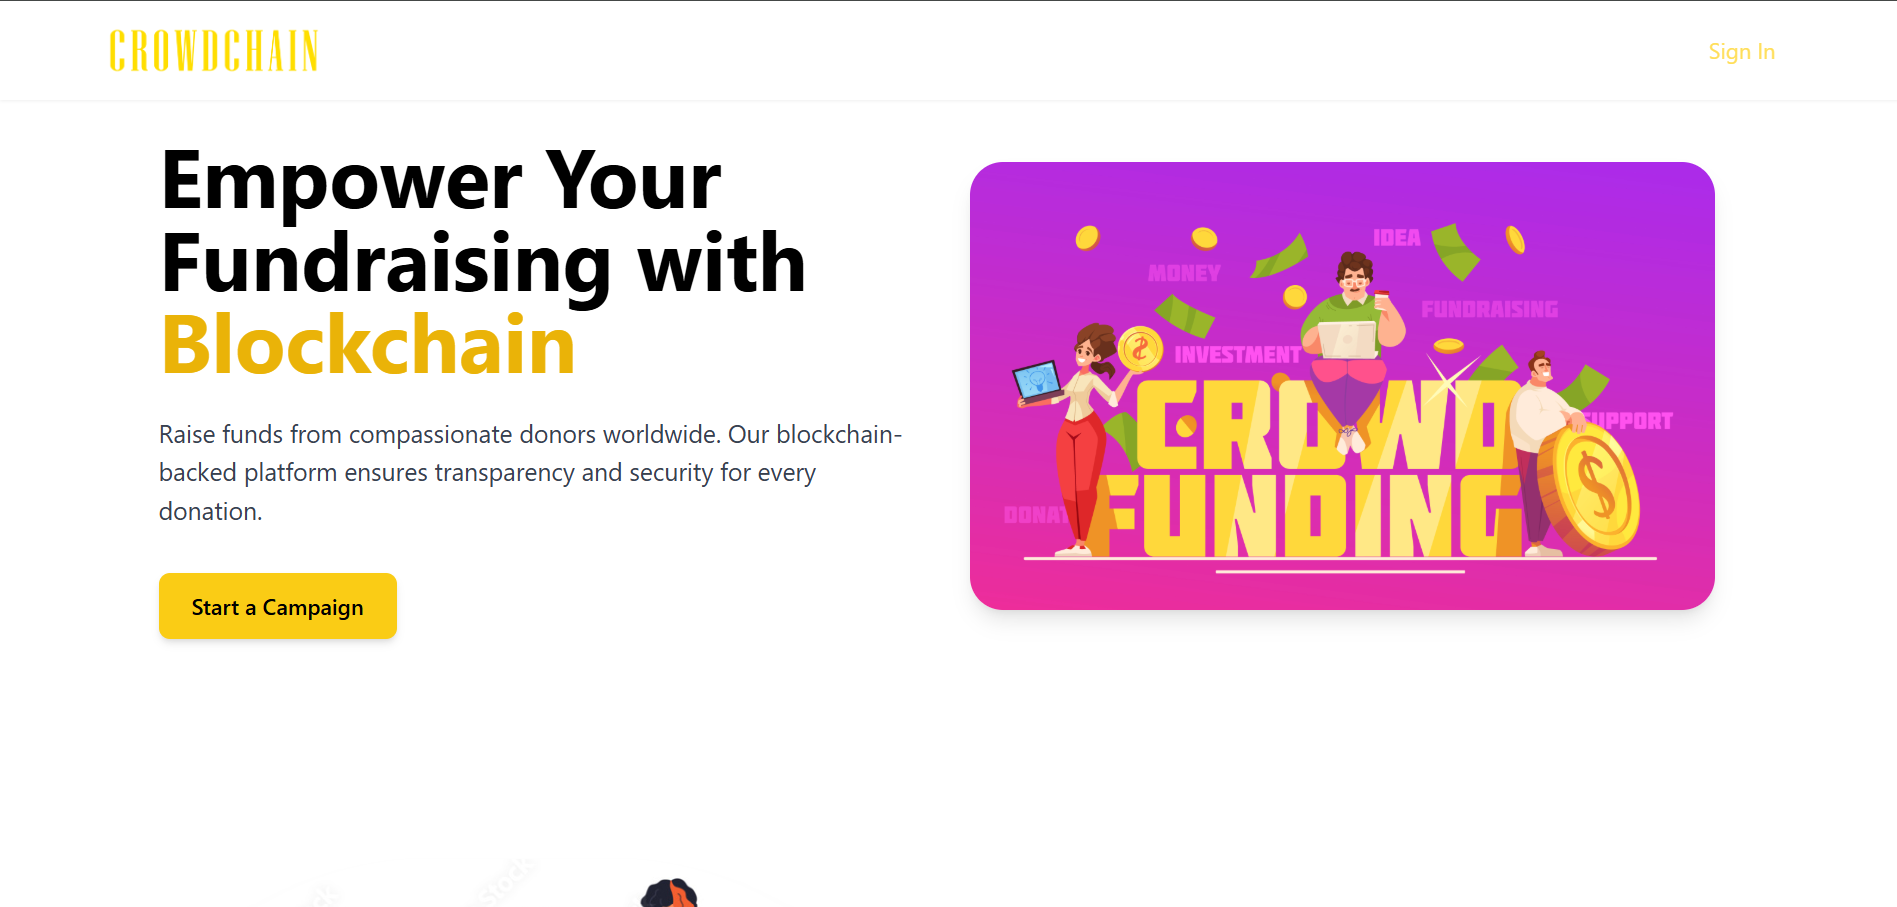 CROWDCHAIN
Sign In
Empower Your
Fundraising with
Blockchain
Raise funds from compassionate donors worldwide. Our blockchain-
backed platform ensures transparency and security for every
donation.
Start a Campaign
IDEA
MONEY
FUNDRAISING
INVESTMENT
CROWD
SUPPORT
FUNDING
Stock